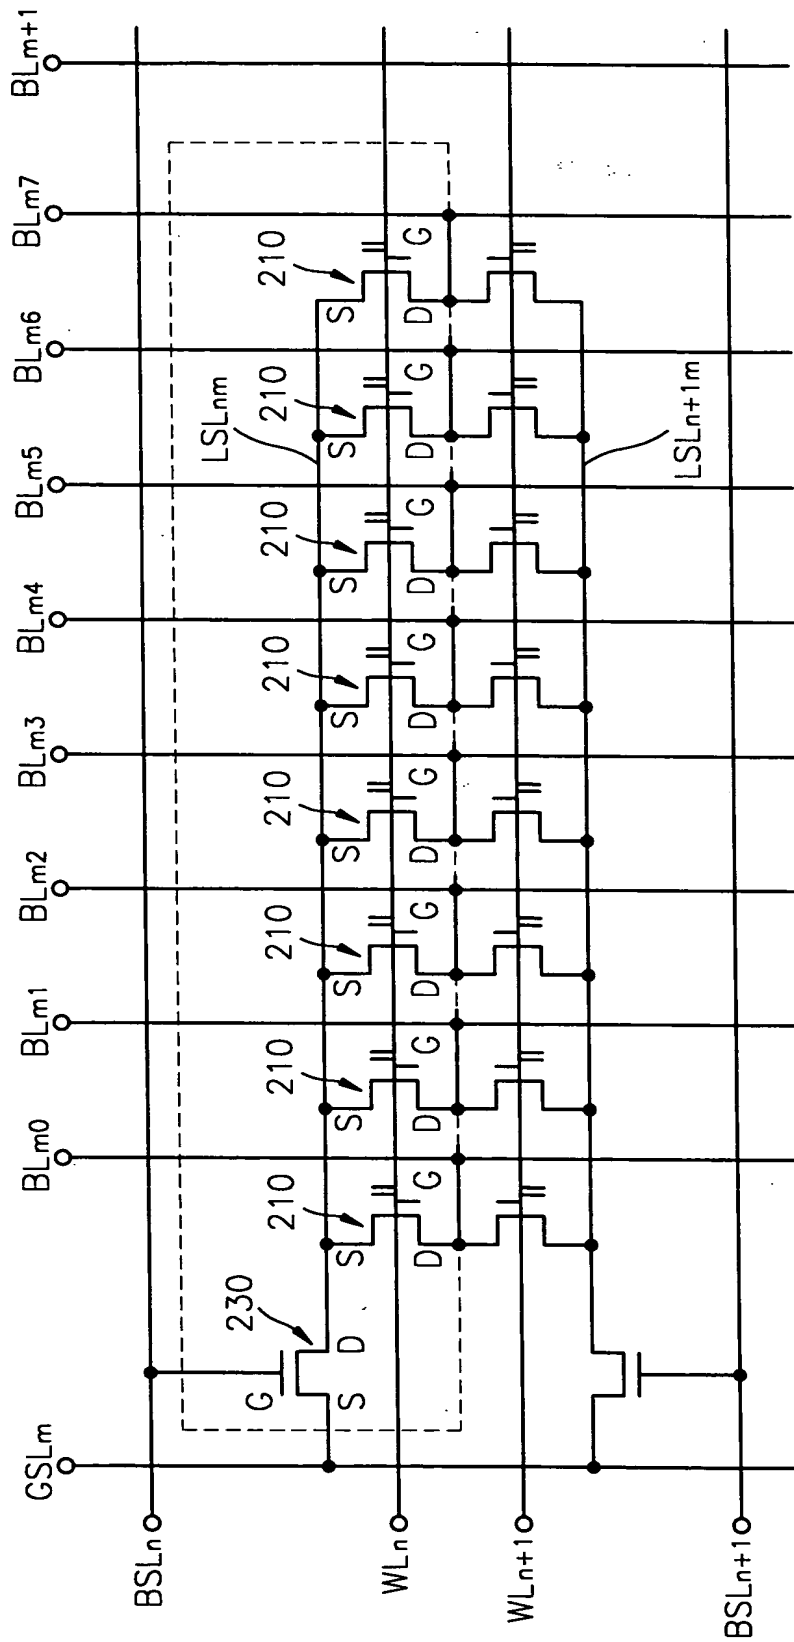 GSLm BLm0 BLm1 BLm2 BLm3 BLm4 BLm5 BLm6 BLm7 BLm+1
BSLn
230
G
S
D
210 210 210 210 210 210 210 210
LSLnm
S S S S S S S S
D D D D D D D D
G G G G G G G G
WLn
WLn+1
LSLn+1m
BSLn+1